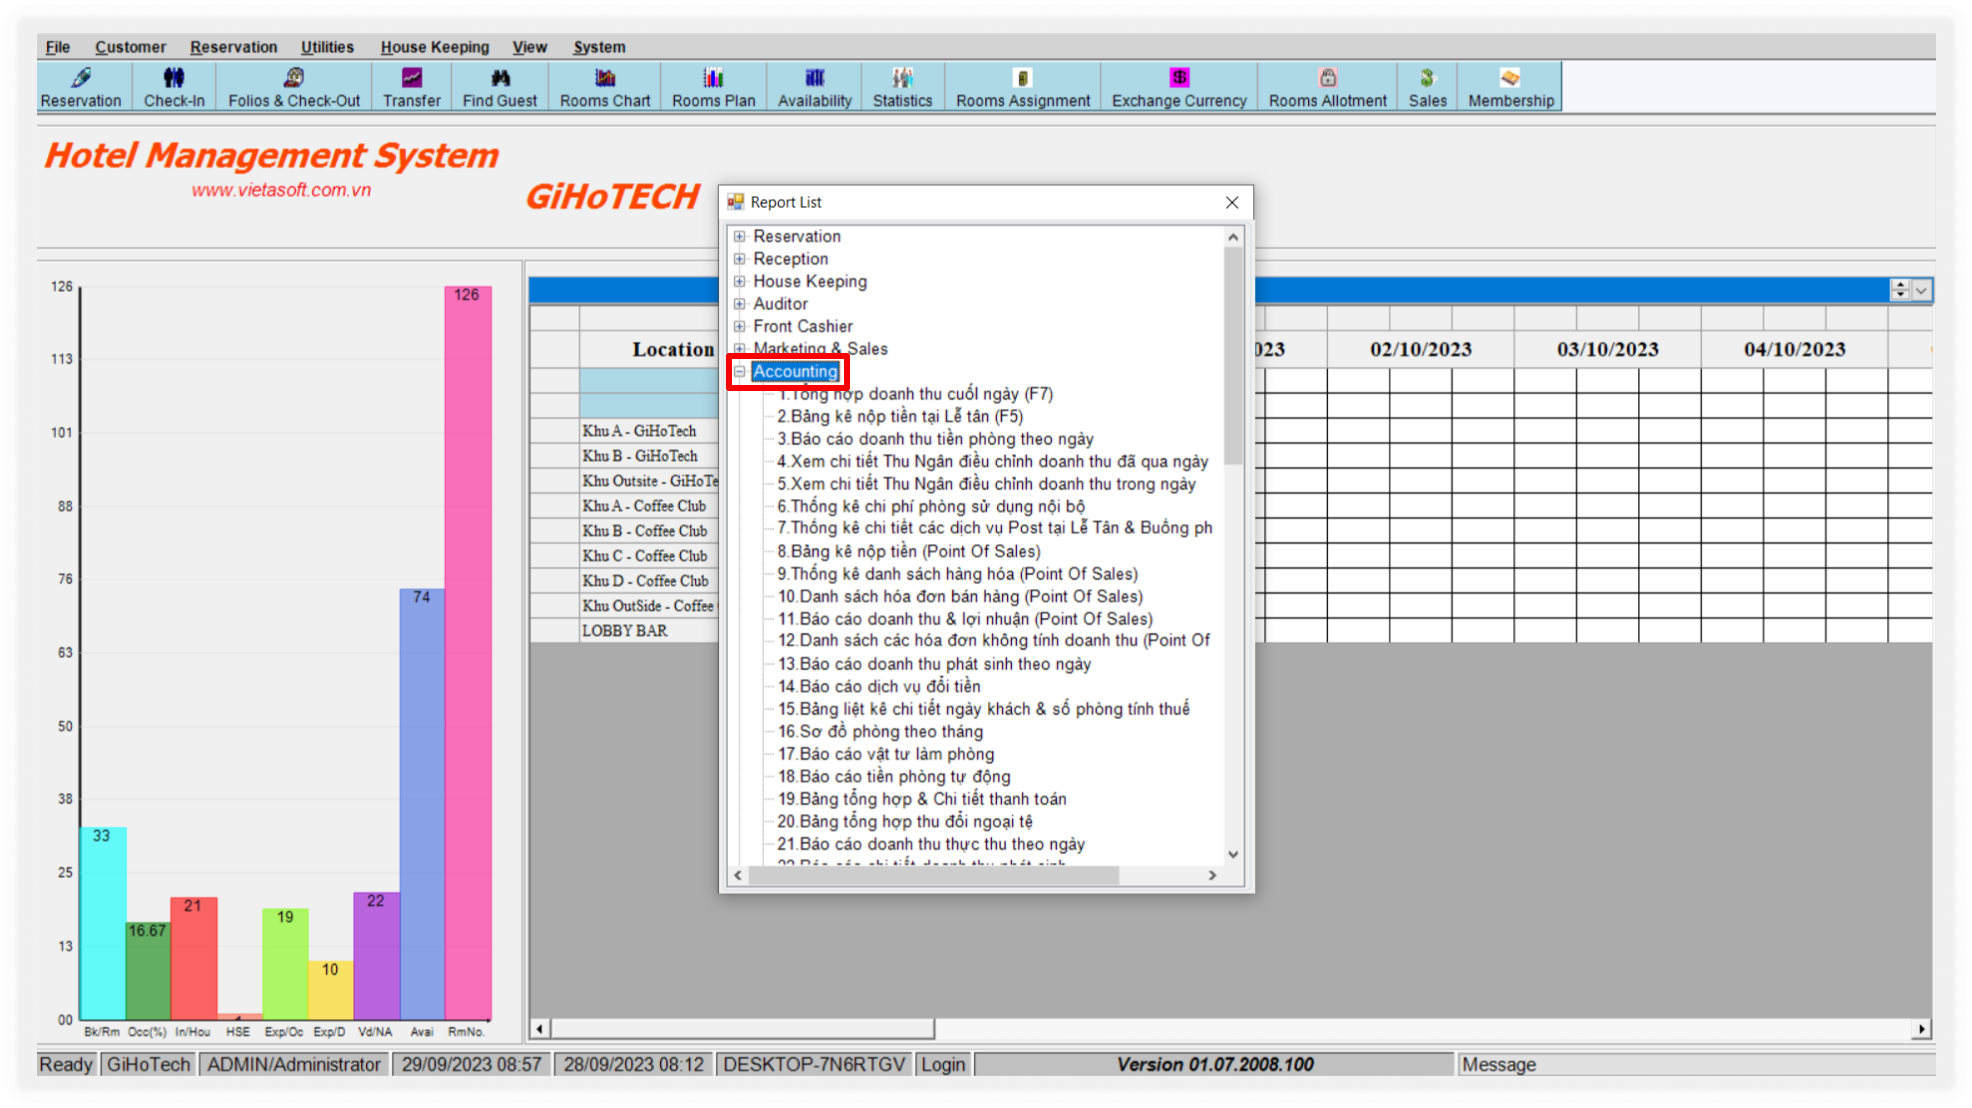 File Customer Reservation Utilities House Keeping View System
Reservation Check-In Folios & Check-Out Transfer Find Guest Rooms Chart Rooms Plan Availability Statistics Rooms Assignment Exchange Currency Rooms Allotment Sales Membership
Hotel Management System
www.vietasoft.com.vn
GiHoTECH
Report List
Reservation
Reception
House Keeping
Auditor
Front Cashier
Marketing & Sales
Accounting
1.Tổng hợp doanh thu cuối ngày (F7)
2.Bảng kê nộp tiền tại Lễ tân (F5)
3.Báo cáo doanh thu tiền phòng theo ngày
4.Xem chi tiết Thu Ngân điều chỉnh doanh thu đã qua ngày
5.Xem chi tiết Thu Ngân điều chỉnh doanh thu trong ngày
6.Thống kê chi phí phòng sử dụng nội bộ
7.Thống kê chi tiết các dịch vụ Post tại Lễ Tân & Buồng ph
8.Bảng kê nộp tiền (Point Of Sales)
9.Thống kê danh sách hàng hóa (Point Of Sales)
10.Danh sách hóa đơn bán hàng (Point Of Sales)
11.Báo cáo doanh thu & lợi nhuận (Point Of Sales)
12.Danh sách các hóa đơn không tính doanh thu (Point Of
13.Báo cáo doanh thu phát sinh theo ngày
14.Báo cáo dịch vụ đổi tiền
15.Bảng liệt kê chi tiết ngày khách & số phòng tính thuế
16.Sơ đồ phòng theo tháng
17.Báo cáo vật tư làm phòng
18.Báo cáo tiền phòng tự động
19.Bảng tổng hợp & Chi tiết thanh toán
20.Bảng tổng hợp thu đổi ngoại tệ
21.Báo cáo doanh thu thực thu theo ngày
22.Báo cáo chi tiết doanh thu phát sinh
126
113
101
88
76
63
50
38
25
13
00
33
16.67
21
19
10
22
74
126
Bk/Rm Occ(%) In/Hou HSE Exp/Oc Exp/D Vd/NA Avai RmNo.
Location 023 02/10/2023 03/10/2023 04/10/2023
Khu A - GiHoTech
Khu B - GiHoTech
Khu Outsite - GiHoTe
Khu A - Coffee Club
Khu B - Coffee Club
Khu C - Coffee Club
Khu D - Coffee Club
Khu OutSide - Coffee
LOBBY BAR
Ready GiHoTech ADMIN/Administrator 29/09/2023 08:57 28/09/2023 08:12 DESKTOP-7N6RTGV Login Version 01.07.2008.100 Message